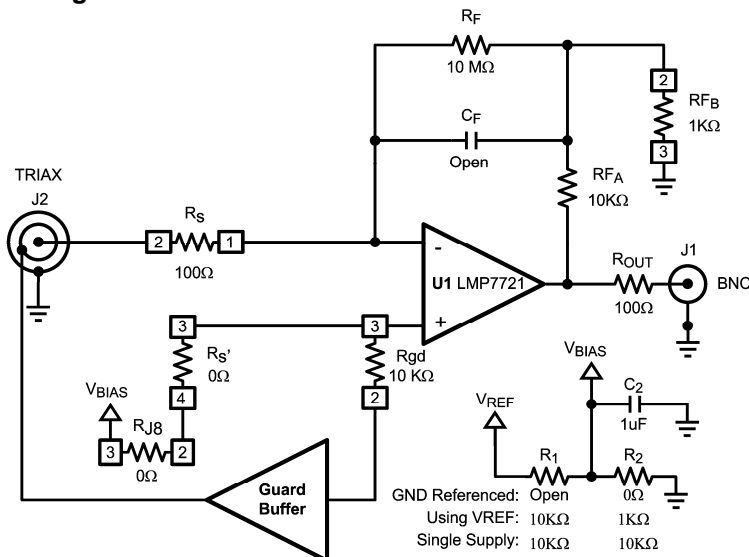 R_F
10 MΩ
C_F
Open
2
RF_B
1KΩ
3
RF_A
10KΩ
TRIAX
J2
R_S
2
1
100Ω
-
U1 LMP7721
+
R_OUT
100Ω
J1
BNC
3
3
R_S'
0Ω
Rgd
10 KΩ
4
2
V_BIAS
R_J8
3
2
0Ω
Guard
Buffer
V_BIAS
V_REF
C_2
1uF
R_1
R_2
GND Referenced: Open 0Ω
Using VREF: 10KΩ 1KΩ
Single Supply: 10KΩ 10KΩ